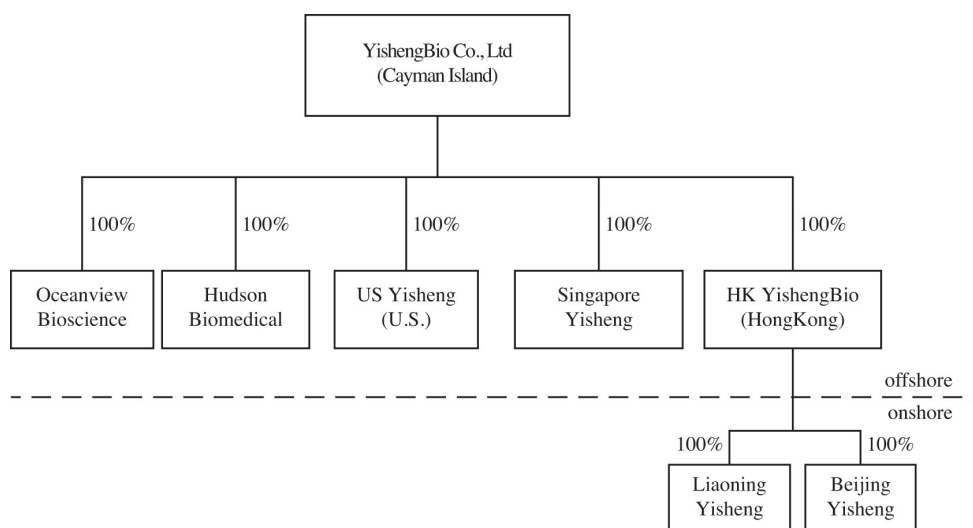 YishengBio Co., Ltd
(Cayman Island)
100%
100%
100%
100%
100%
Oceanview
Bioscience
Hudson
Biomedical
US Yisheng
(U.S.)
Singapore
Yisheng
HK YishengBio
(HongKong)
offshore
onshore
100%
100%
Liaoning
Yisheng
Beijing
Yisheng